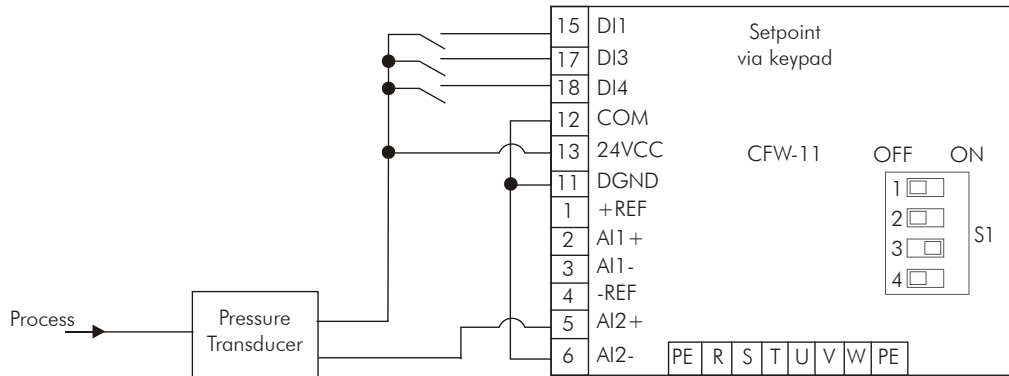 15 DI1
17 DI3
18 DI4
12 COM
13 24VCC
11 DGND
1 +REF
2 AI1+
3 AI1-
4 -REF
5 AI2+
6 AI2-
Setpoint
via keypad
CFW-11
OFF ON
1
2
3
4
S1
Process
Pressure
Transducer
PE R S T U V W PE